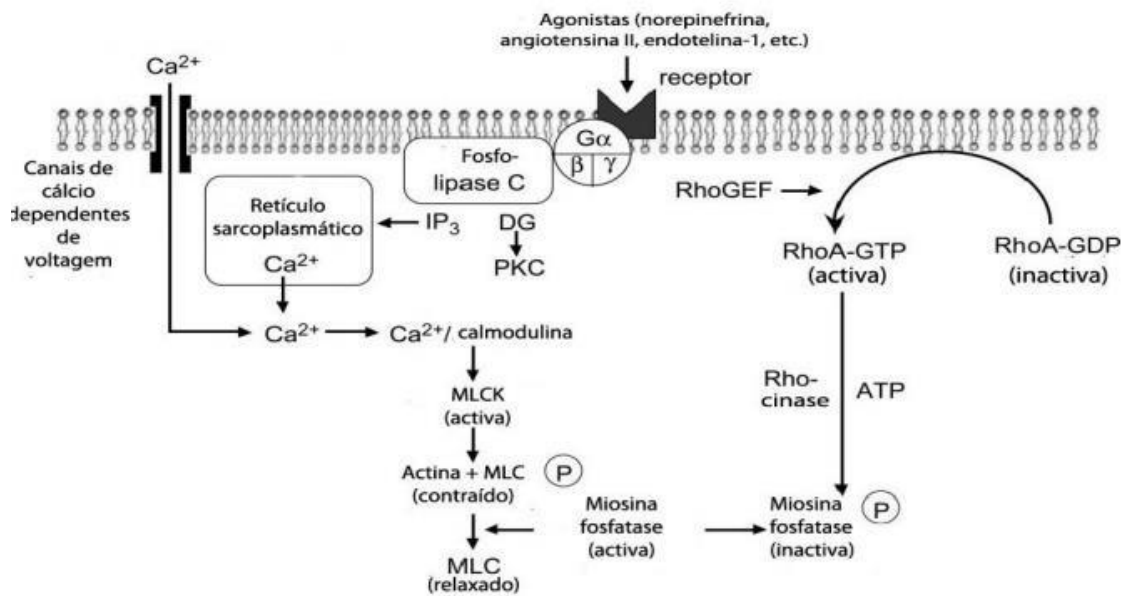 Agonistas (norepinefrina,
angiotensina II, endotelina-1, etc.)
Ca2+
receptor
Gα
β γ
Fosfo-
lipase C
Canais de
cálcio
dependentes
de
voltagem
Retículo
sarcoplasmático
Ca2+
IP3
DG
PKC
RhoGEF
RhoA-GTP
(activa)
RhoA-GDP
(inactiva)
Ca2+
Ca2+/ calmodulina
MLCK
(activa)
Rho-
cinase
ATP
Actina + MLC P
(contraído)
Miosina
fosfatase
(activa)
Miosina P
fosfatase
(inactiva)
MLC
(relaxado)